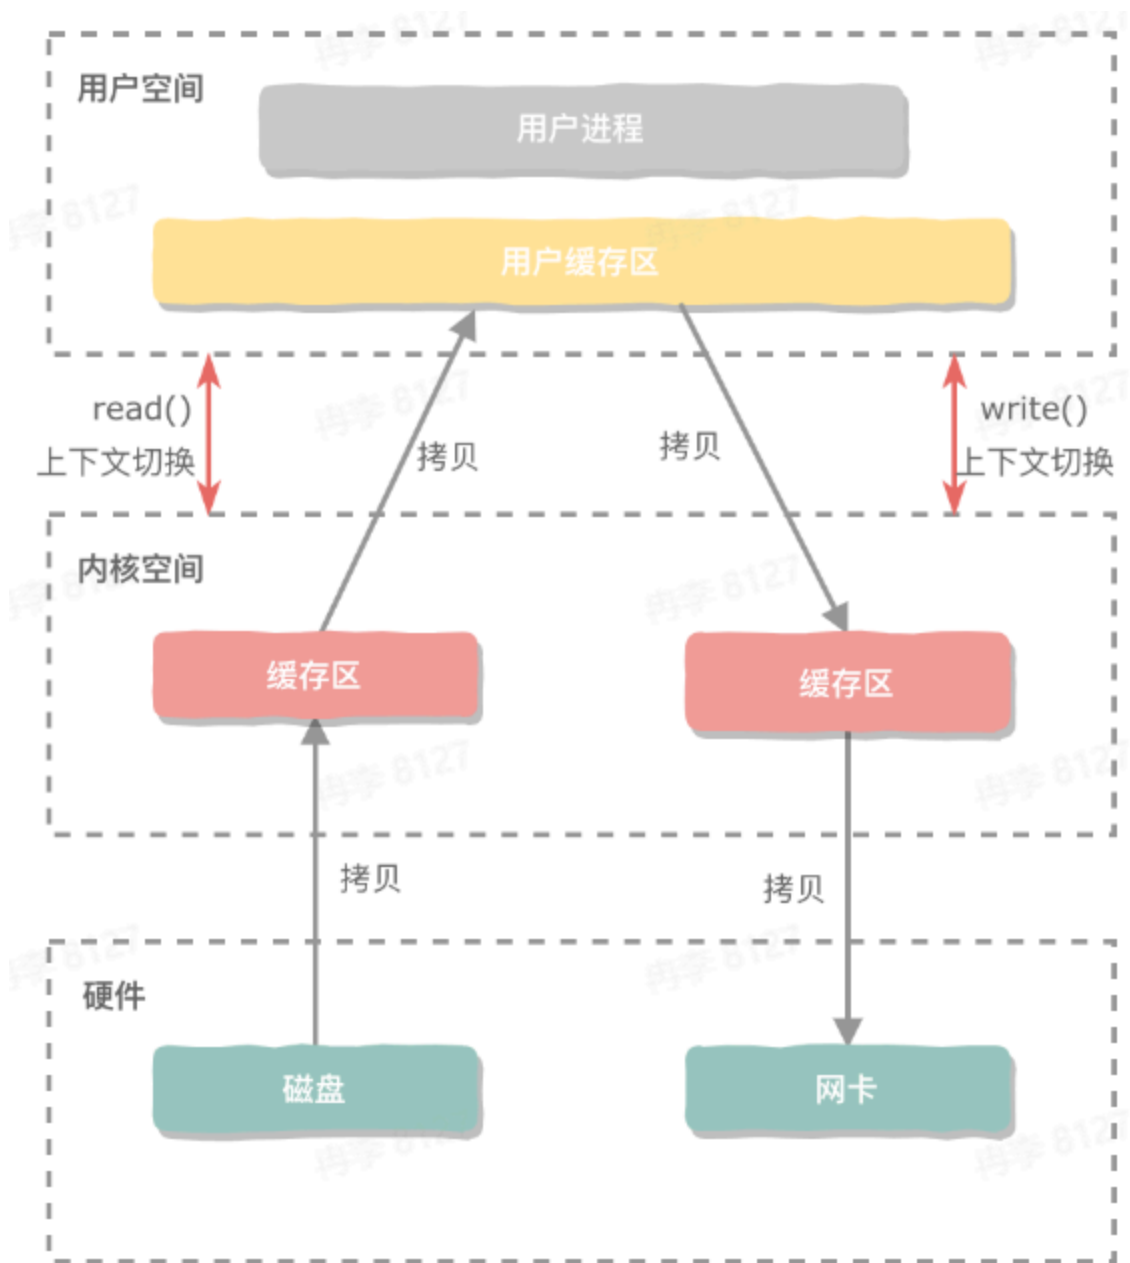 用户空间
用户进程
用户缓存区
read()
上下文切换
拷贝
拷贝
write()
上下文切换
内核空间
缓存区
缓存区
拷贝
拷贝
硬件
磁盘
网卡